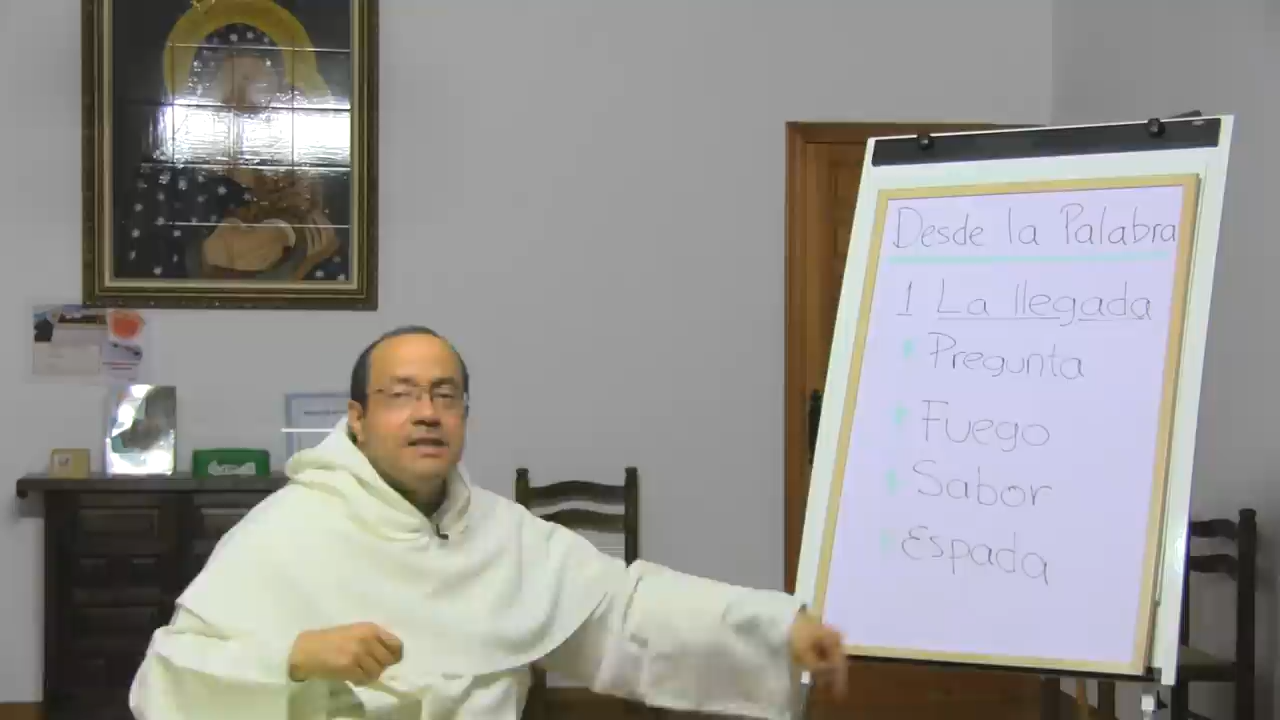 Desde la Palabra
1 La llegada
Pregunta
Fuego
Sabor
Espada